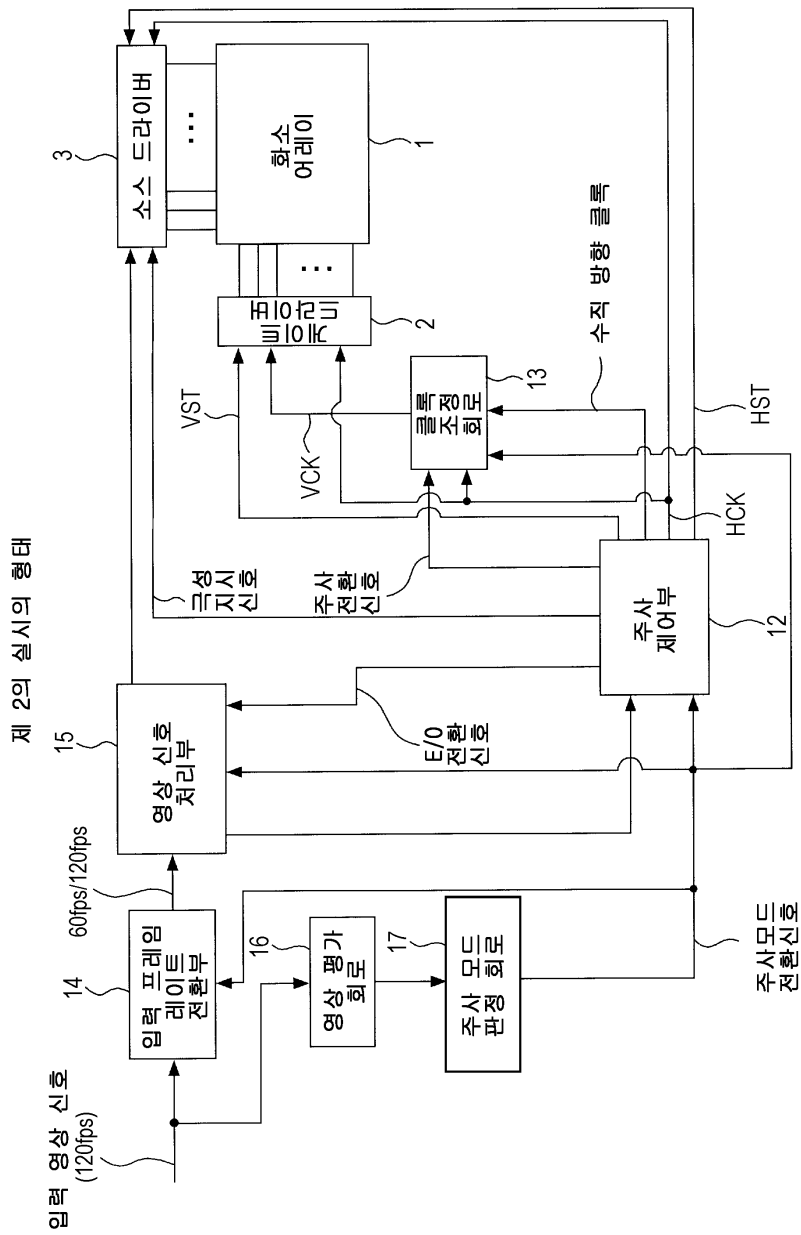 제 2의 실시의 형태
입력 영상 신호
(120fps)
14
입력 프레임
레이트
전환부
60fps/120fps
15
영상 신호
처리부
16
영상 평가
회로
17
주사 모드
판정 회로
주사모드
전환신호
E/O
전환
신호
극성
지시
신호
주사
전환
신호
주사
제어부
12
VST
VCK
클록정
소
회로
13
수직 방향 클록
HCK
HST
게이트
드라이버
2
3
소스 드라이버
화소
어레이
1